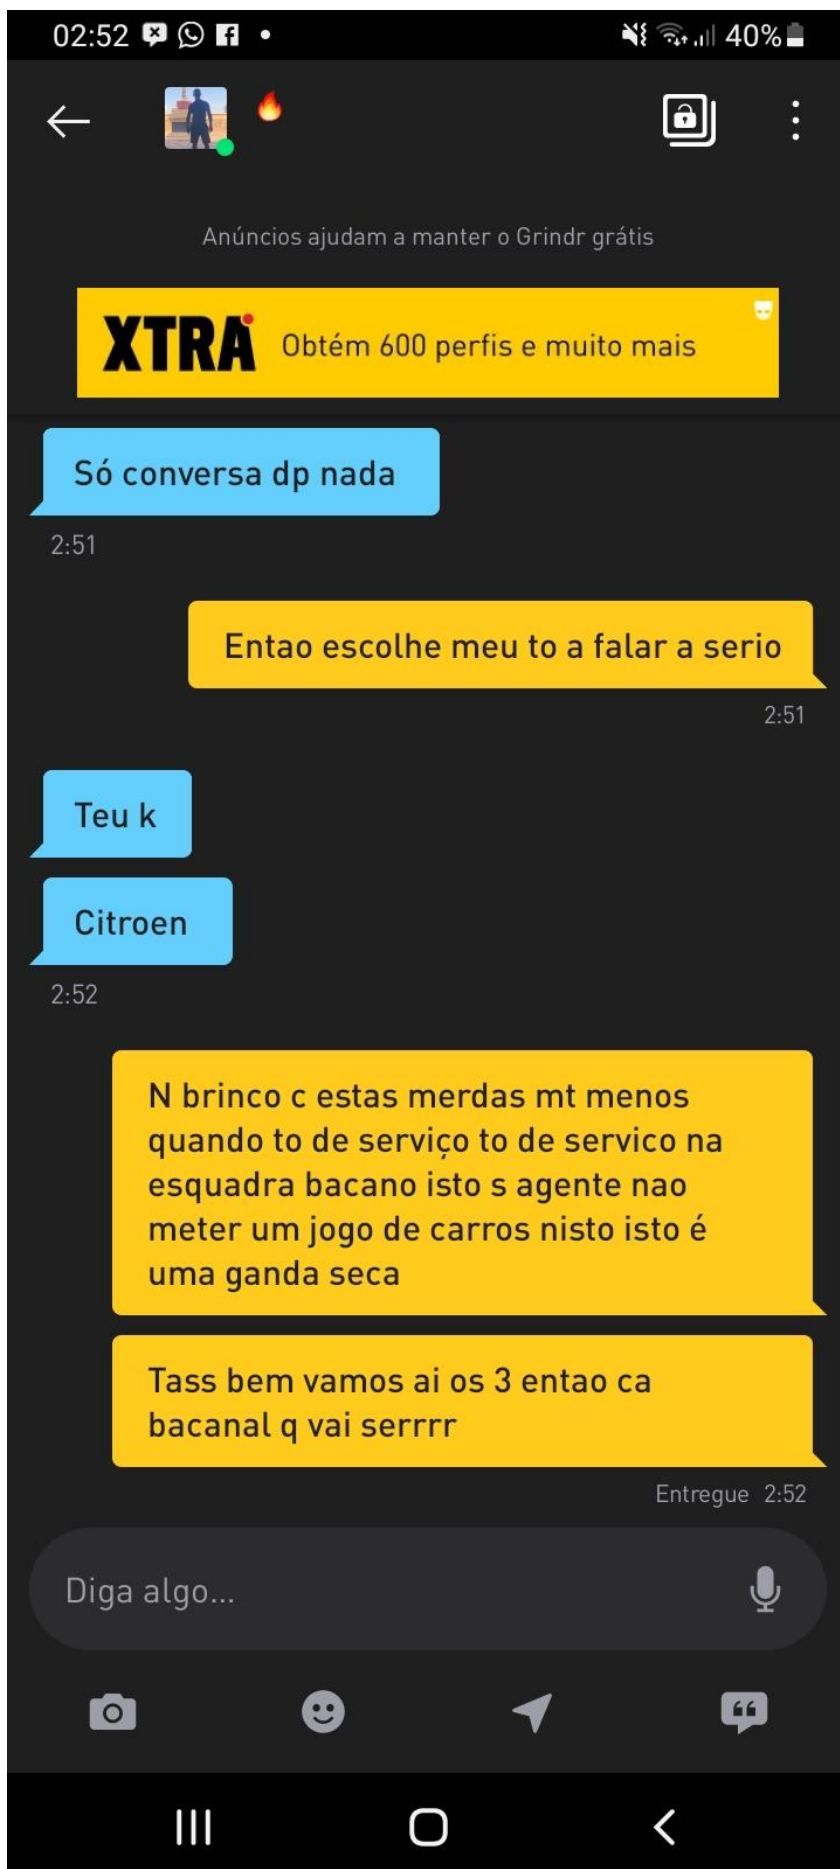 02:52
40%
Anúncios ajudam a manter o Grindr grátis
XTRA Obtém 600 perfis e muito mais
Só conversa dp nada
2:51
Entao escolhe meu to a falar a serio
2:51
Teu k
Citroen
2:52
N brinco c estas merdas mt menos
quando to de serviço to de servico na
esquadra bacano isto s agente nao
meter um jogo de carros nisto isto é
uma ganda seca
Tass bem vamos ai os 3 entao ca
bacanal q vai serrrr
Entregue 2:52
Diga algo...